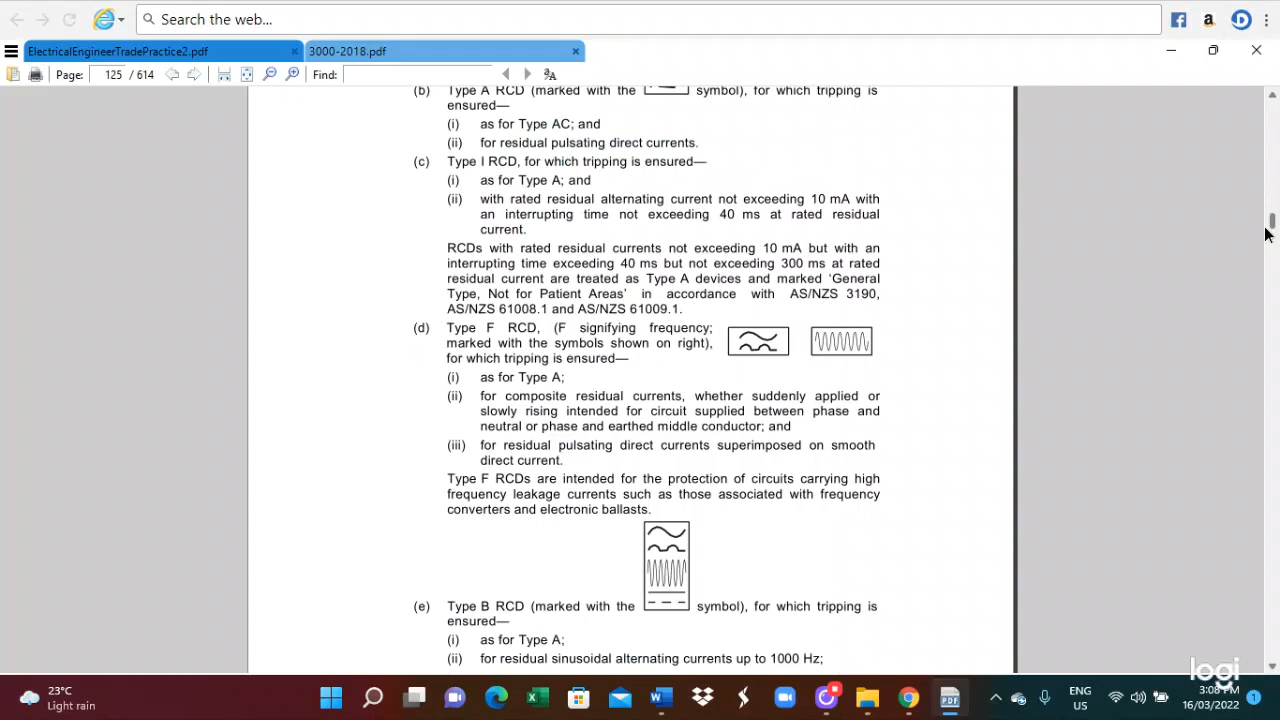 Search the web...
ElectricalEngineerTradePractice2.pdf
3000-2018.pdf
Page: 125 / 614
Find:
(b) Type A RCD (marked with the symbol), for which tripping is
ensured—
(i) as for Type AC; and
(ii) for residual pulsating direct currents.
(c) Type I RCD, for which tripping is ensured—
(i) as for Type A; and
(ii) with rated residual alternating current not exceeding 10 mA with
an interrupting time not exceeding 40 ms at rated residual
current.
RCDs with rated residual currents not exceeding 10 mA but with an
interrupting time exceeding 40 ms but not exceeding 300 ms at rated
residual current are treated as Type A devices and marked ‘General
Type, Not for Patient Areas’ in accordance with AS/NZS 3190,
AS/NZS 61008.1 and AS/NZS 61009.1.
(d) Type F RCD, (F signifying frequency;
marked with the symbols shown on right),
for which tripping is ensured—
(i) as for Type A;
(ii) for composite residual currents, whether suddenly applied or
slowly rising intended for circuit supplied between phase and
neutral or phase and earthed middle conductor; and
(iii) for residual pulsating direct currents superimposed on smooth
direct current.
Type F RCDs are intended for the protection of circuits carrying high
frequency leakage currents such as those associated with frequency
converters and electronic ballasts.
(e) Type B RCD (marked with the symbol), for which tripping is
ensured—
(i) as for Type A;
(ii) for residual sinusoidal alternating currents up to 1000 Hz;
logi
23°C
Light rain
ENG
US
3:08 PM
16/03/2022
1